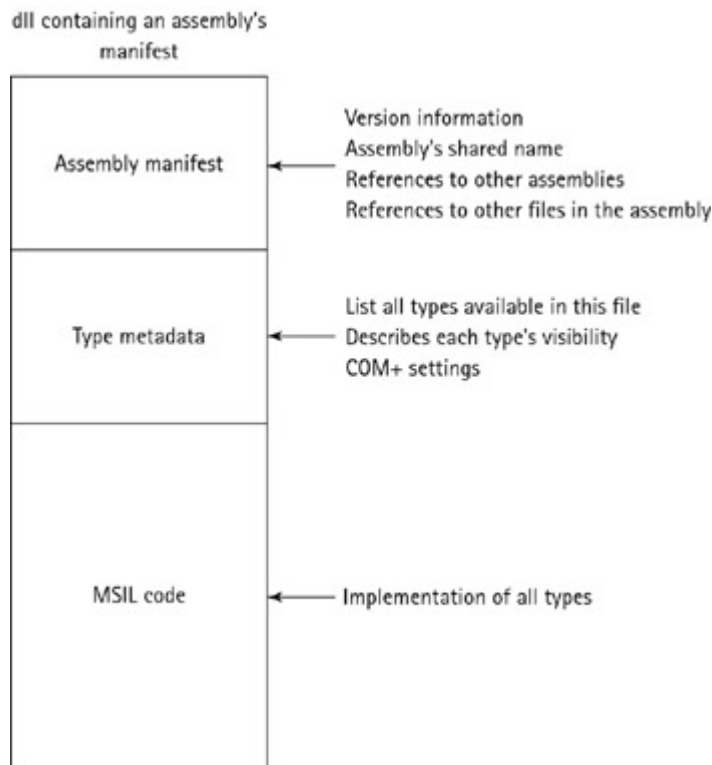 dll containing an assembly's
manifest
Assembly manifest
Version information
Assembly's shared name
References to other assemblies
References to other files in the assembly
Type metadata
List all types available in this file
Describes each type's visibility
COM+ settings
MSIL code
Implementation of all types